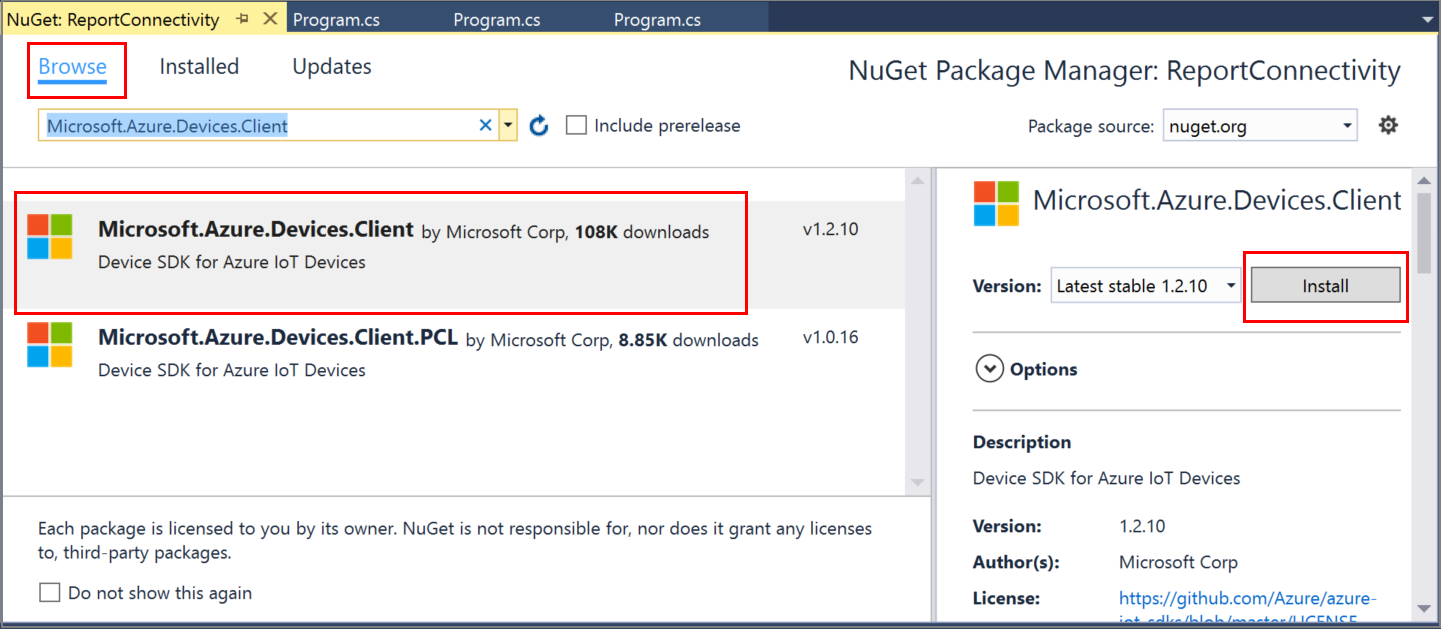 NuGet: ReportConnectivity
Program.cs
Program.cs
Program.cs
Browse
Installed
Updates
NuGet Package Manager: ReportConnectivity
Microsoft.Azure.Devices.Client
Include prerelease
Package source: nuget.org
Microsoft.Azure.Devices.Client by Microsoft Corp, 108K downloads
v1.2.10
Device SDK for Azure IoT Devices
Microsoft.Azure.Devices.Client.PCL by Microsoft Corp, 8.85K downloads
v1.0.16
Device SDK for Azure IoT Devices
Each package is licensed to you by its owner. NuGet is not responsible for, nor does it grant any licenses
to, third-party packages.
Do not show this again
Microsoft.Azure.Devices.Client
Version: Latest stable 1.2.10
Install
Options
Description
Device SDK for Azure IoT Devices
Version: 1.2.10
Author(s): Microsoft Corp
License: https://github.com/Azure/azure-
iot-sdks/blob/master/LICENSE